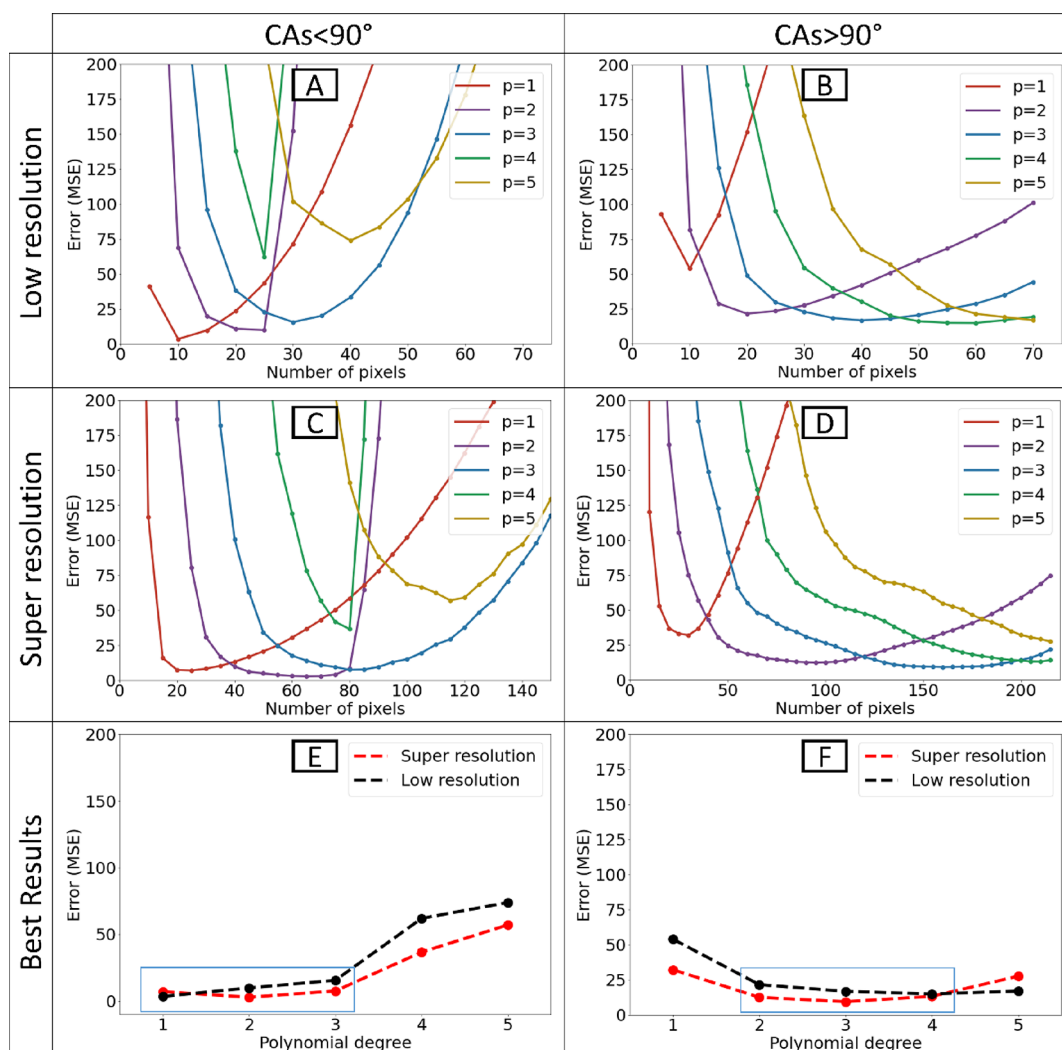 CAs<90°
CAs>90°
Low resolution
A
Error (MSE)
200
175
150
125
100
75
50
25
0
0 10 20 30 40 50 60 70
Number of pixels
p=1
p=2
p=3
p=4
p=5
B
Error (MSE)
200
175
150
125
100
75
50
25
0
0 10 20 30 40 50 60 70
Number of pixels
p=1
p=2
p=3
p=4
p=5
Super resolution
C
Error (MSE)
200
175
150
125
100
75
50
25
0
0 20 40 60 80 100 120 140
Number of pixels
p=1
p=2
p=3
p=4
p=5
D
Error (MSE)
200
175
150
125
100
75
50
25
0
0 50 100 150 200
Number of pixels
p=1
p=2
p=3
p=4
p=5
Best Results
E
Error (MSE)
200
150
100
50
0
1 2 3 4 5
Polynomial degree
Super resolution
Low resolution
F
Error (MSE)
200
175
150
125
100
75
50
25
0
1 2 3 4 5
Polynomial degree
Super resolution
Low resolution